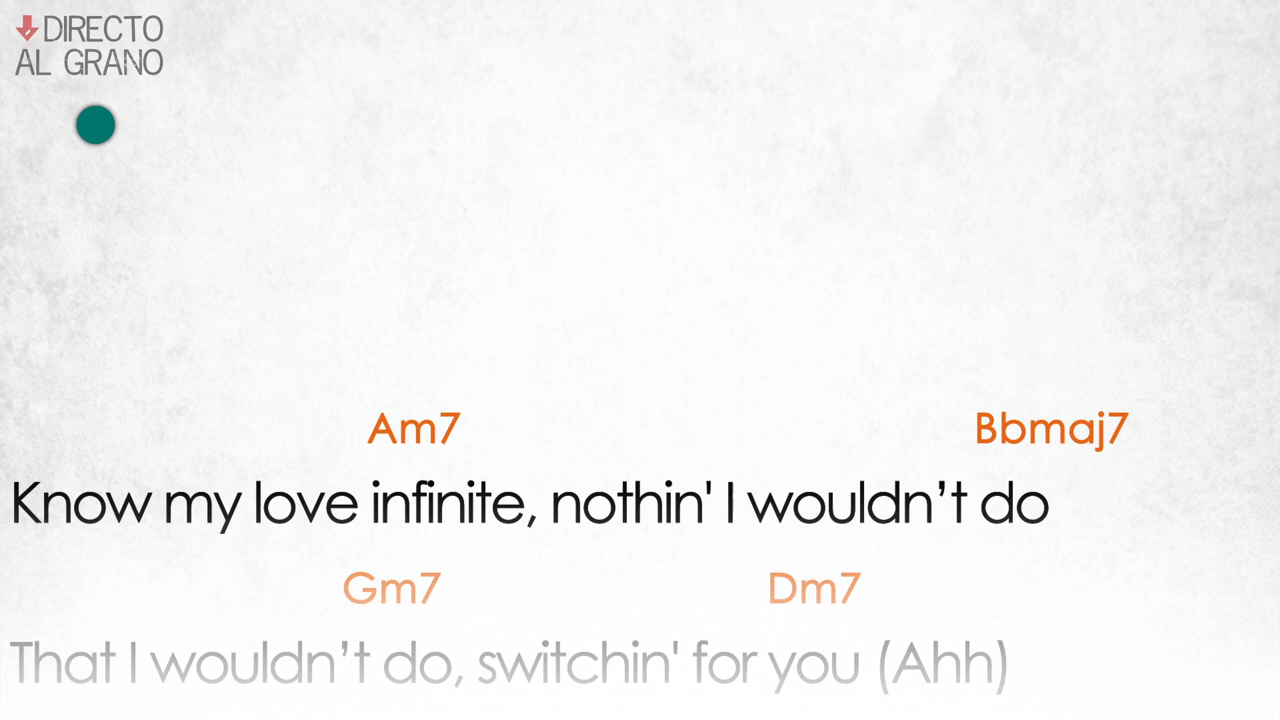 DIRECTO
AL GRANO
Am7 Bbmaj7
Know my love infinite, nothin' I wouldn’t do
Gm7 Dm7
That I wouldn’t do, switchin' for you (Ahh)